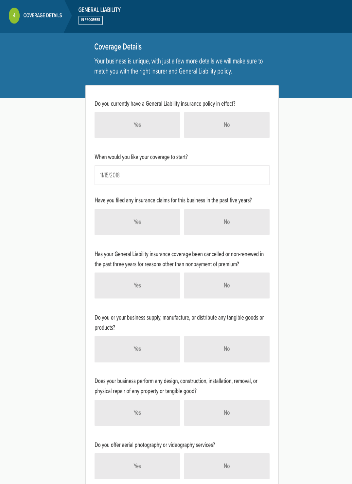 4 COVERAGE DETAILS
GENERAL LIABILITY
IN PROGRESS
Coverage Details
Your business is unique, with just a few more details we will make sure to
match you with the right insurer and General Liability policy.
Do you currently have a General Liability insurance policy in effect?
Yes No
When would you like your coverage to start?
Have you filed any insurance claims for this business in the past five years?
Yes No
Has your General Liability insurance coverage been cancelled or non-renewed in
the past three years for reasons other than nonpayment of premium?
Yes No
Do you or your business supply, manufacture, or distribute any tangible goods or
products?
Yes No
Does your business perform any design, construction, installation, removal, or
physical repair of any property or tangible good?
Yes No
Do you offer aerial photography or videography services?
Yes No